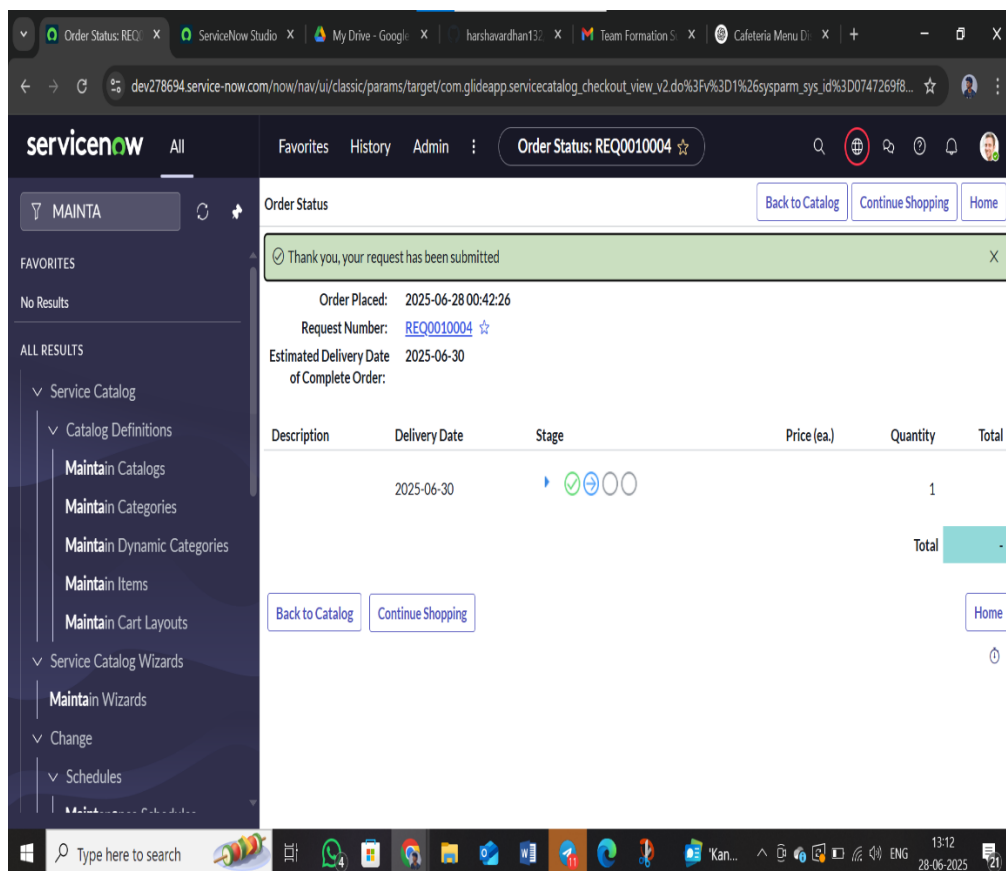 Order Status: REQ
ServiceNow Studio
My Drive - Google
harshavardhan132
Team Formation S
Cafeteria Menu Di
dev278694.service-now.com/now/nav/ui/classic/params/target/com.glideapp.servicecatalog_checkout_view_v2.do%3Fv%3D1%26sysparm_sys_id%3D0747269f8...
servicenow All Favorites History Admin Order Status: REQ0010004
MAINTA
Order Status Back to Catalog Continue Shopping Home
Thank you, your request has been submitted X
FAVORITES
No Results
ALL RESULTS
Service Catalog
Catalog Definitions
Maintain Catalogs
Maintain Categories
Maintain Dynamic Categories
Maintain Items
Maintain Cart Layouts
Service Catalog Wizards
Maintain Wizards
Change
Schedules
Order Placed: 2025-06-28 00:42:26
Request Number: REQ0010004
Estimated Delivery Date 2025-06-30
of Complete Order:
Description Delivery Date Stage Price (ea.) Quantity Total
2025-06-30 1
Total -
Back to Catalog Continue Shopping Home
Type here to search
4
11
'Kan...
ENG
13:12
28-06-2025
21